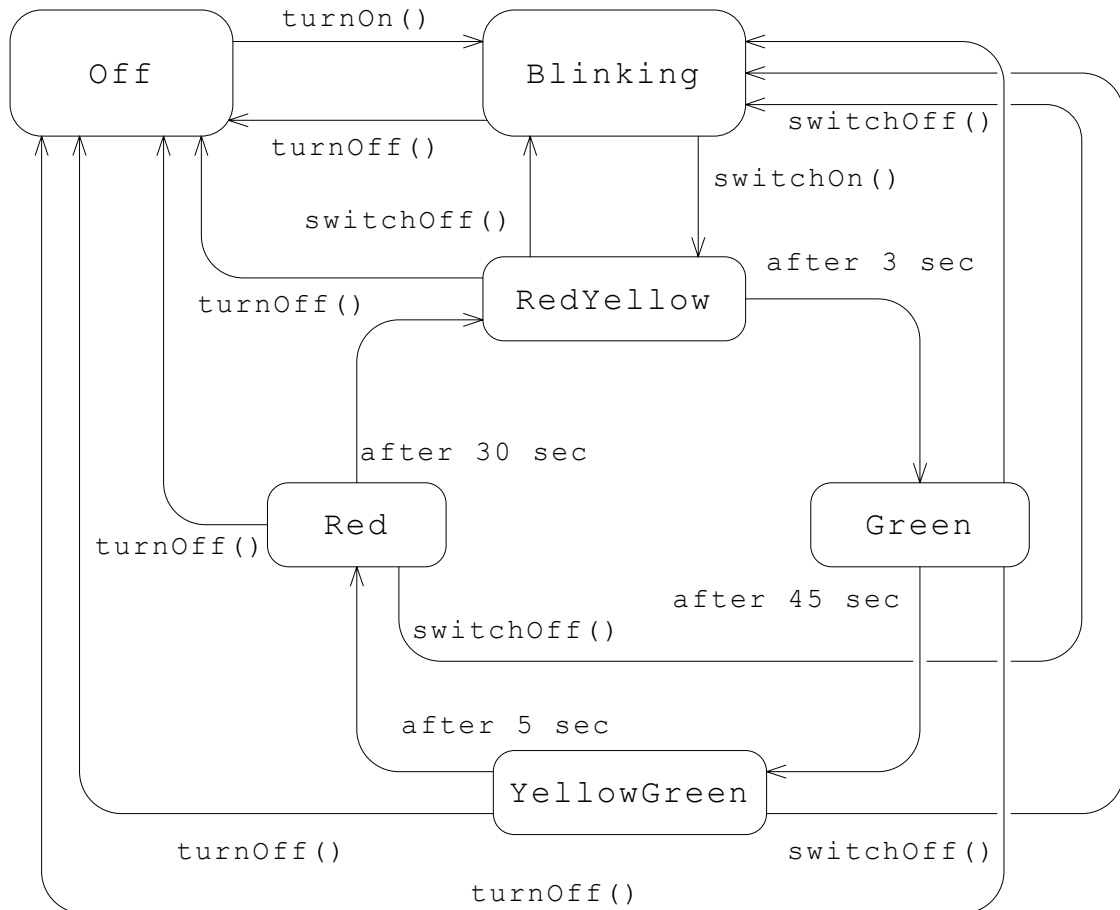 turnOn()
Off
Blinking
switchOff()
turnOff()
switchOn()
switchOff()
after 3 sec
RedYellow
turnOff()
after 30 sec
Red
Green
turnOff()
after 45 sec
switchOff()
after 5 sec
YellowGreen
turnOff()
switchOff()
turnOff()